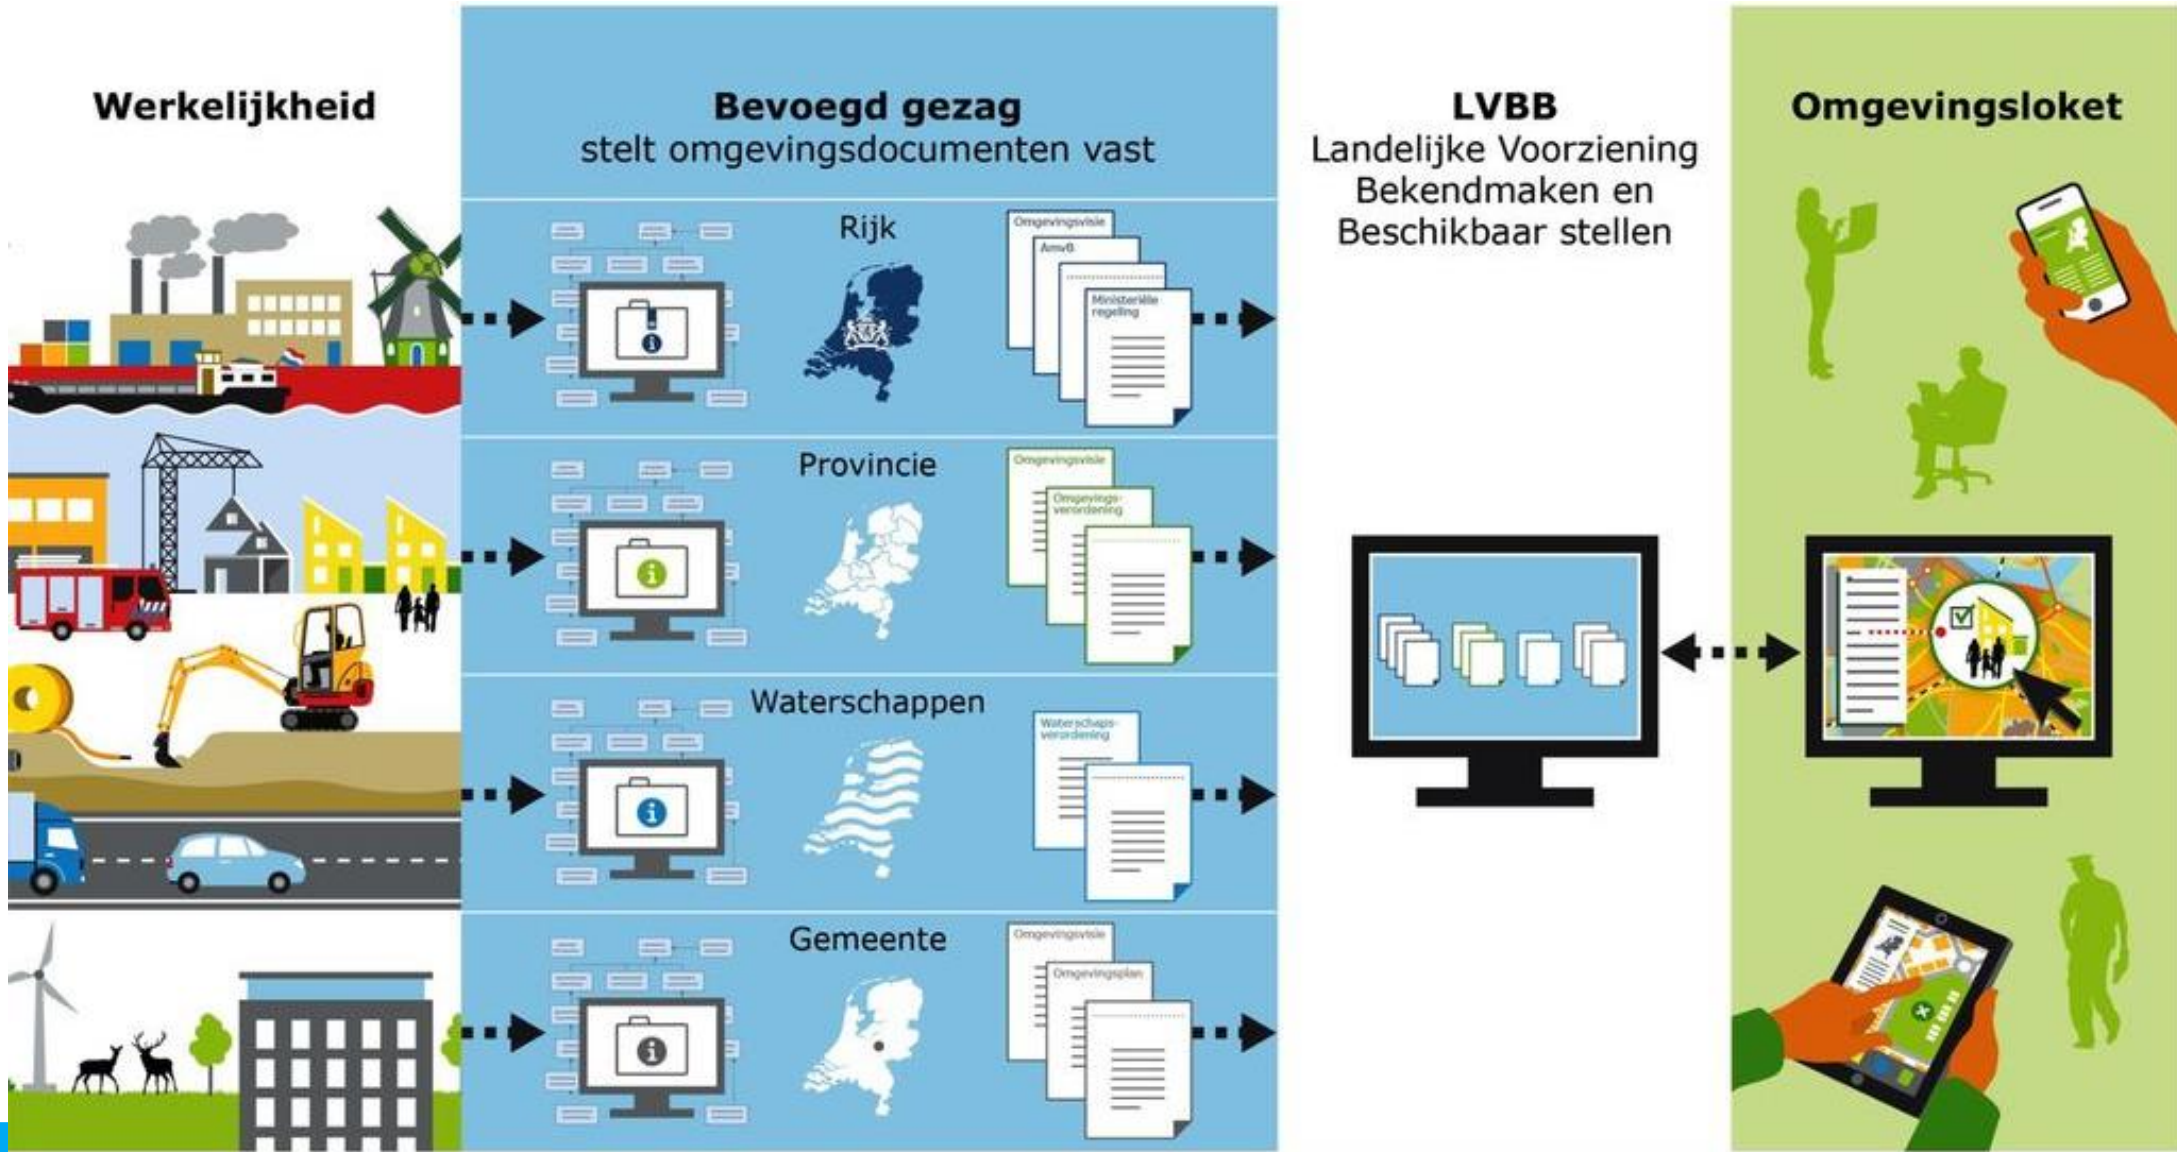 Werkelijkheid
Bevoegd gezag
stelt omgevingsdocumenten vast
LVBB
Landelijke Voorziening
Bekendmaken en
Beschikbaar stellen
Omgevingsloket
Rijk
Omgevingsvisie
AmvB
Ministeriële
regeling
Provincie
Omgevingsvisie
Omgevings-
verordening
Waterschappen
Waterschaps-
verordening
Gemeente
Omgevingsvisie
Omgevingsplan